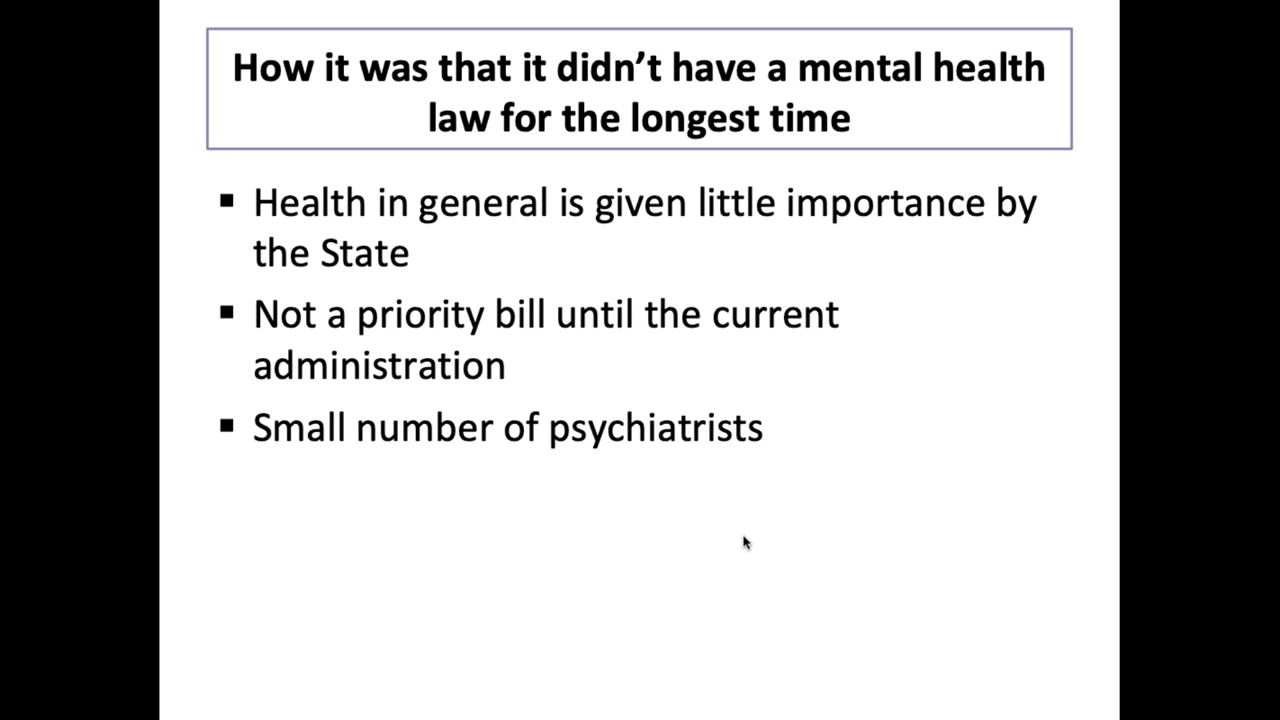 How it was that it didn’t have a mental health
law for the longest time
▪ Health in general is given little importance by
the State
▪ Not a priority bill until the current
administration
▪ Small number of psychiatrists